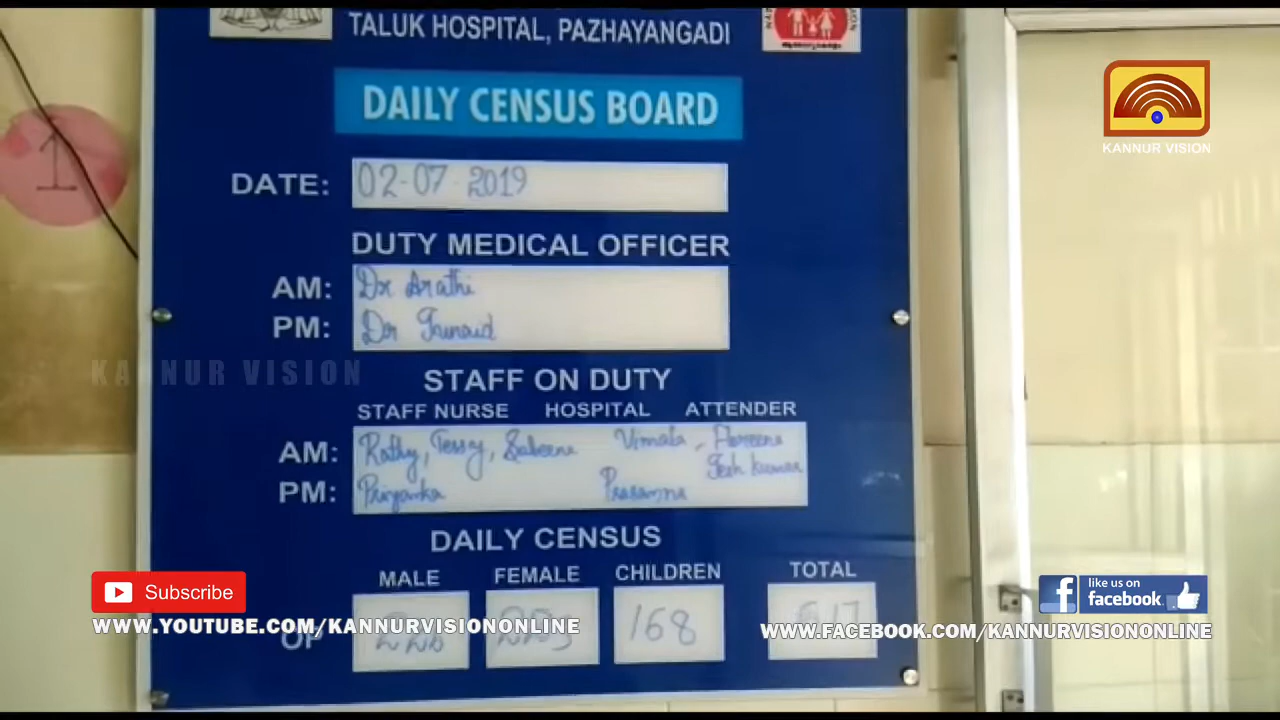 TALUK HOSPITAL, PAZHAYANGADI
DAILY CENSUS BOARD
KANNUR VISION
1
DATE: 02-07-2019
DUTY MEDICAL OFFICER
AM: Dr Arathi
PM: Dr Junaid
KANNUR VISION
STAFF ON DUTY
STAFF NURSE HOSPITAL ATTENDER
AM: Rathy, Tessy, Sabeena Vimala,
kumar
PM: Priyanka Prasanna
DAILY CENSUS
MALE FEMALE CHILDREN TOTAL
OP 168
Subscribe
WWW.YOUTUBE.COM/KANNURVISIONONLINE
like us on
facebook.
WWW.FACEBOOK.COM/KANNURVISIONONLINE